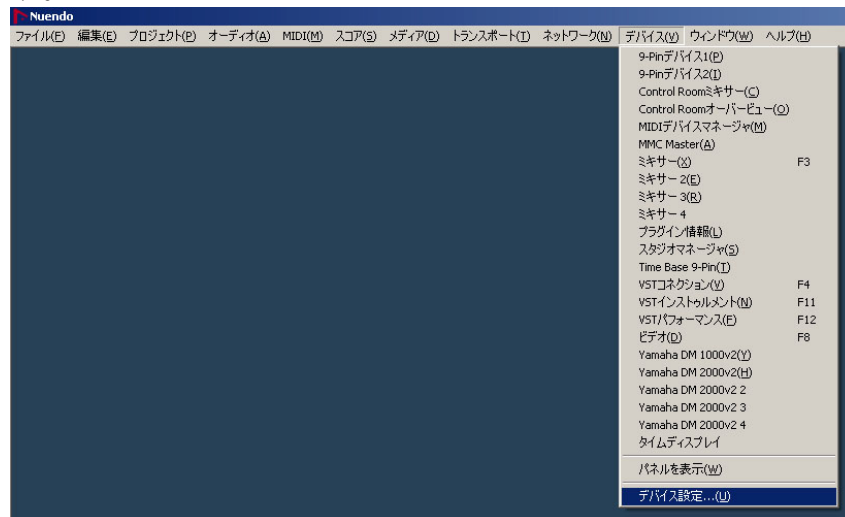 Nuendo
ファイル(F) 編集(E) プロジェクト(P) オーディオ(A) MIDI(M) スコア(S) メディア(D) トランスポート(T) ネットワーク(N) デバイス(V) ウィンドウ(W) ヘルプ(H)
9-Pinデバイス1(P)
9-Pinデバイス2(I)
Control Roomミキサー(C)
Control Roomオーバービュー(O)
MIDIデバイスマネージャ(M)
MMC Master(A)
ミキサー(X) F3
ミキサー 2(E)
ミキサー 3(R)
ミキサー 4
プラグイン情報(L)
スタジオマネージャ(S)
Time Base 9-Pin(T)
VSTコネクション(V) F4
VSTインストゥルメント(N) F11
VSTパフォーマンス(F) F12
ビデオ(D) F8
Yamaha DM 1000v2(Y)
Yamaha DM 2000v2(H)
Yamaha DM 2000v2 2
Yamaha DM 2000v2 3
Yamaha DM 2000v2 4
タイムディスプレイ
パネルを表示(W)
デバイス設定...(U)